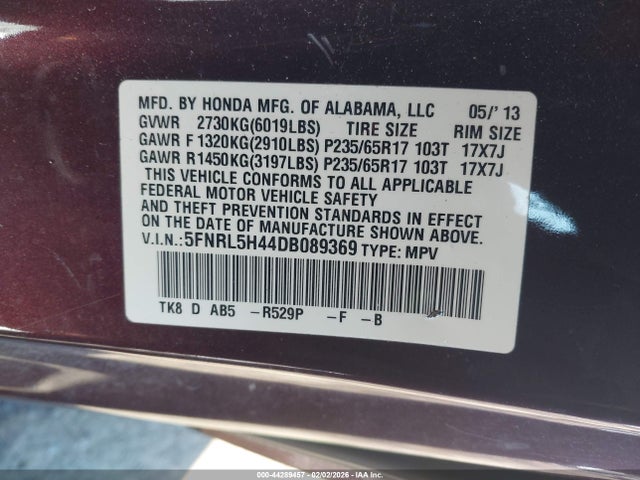 MFD. BY HONDA MFG. OF ALABAMA, LLC 05/'13
GVWR 2730KG(6019LBS) TIRE SIZE RIM SIZE
GAWR F 1320KG(2910LBS) P235/65R17 103T 17X7J
GAWR R1450KG(3197LBS) P235/65R17 103T 17X7J
THIS VEHICLE CONFORMS TO ALL APPLICABLE
FEDERAL MOTOR VEHICLE SAFETY
AND THEFT PREVENTION STANDARDS IN EFFECT
ON THE DATE OF MANUFACTURE SHOWN ABOVE.
V.I.N.:5FNRL5H44DB089369 TYPE: MPV
TK8 D AB5 -R529P -F -B
000-44289457 - 02/02/2026 - IAAI.com